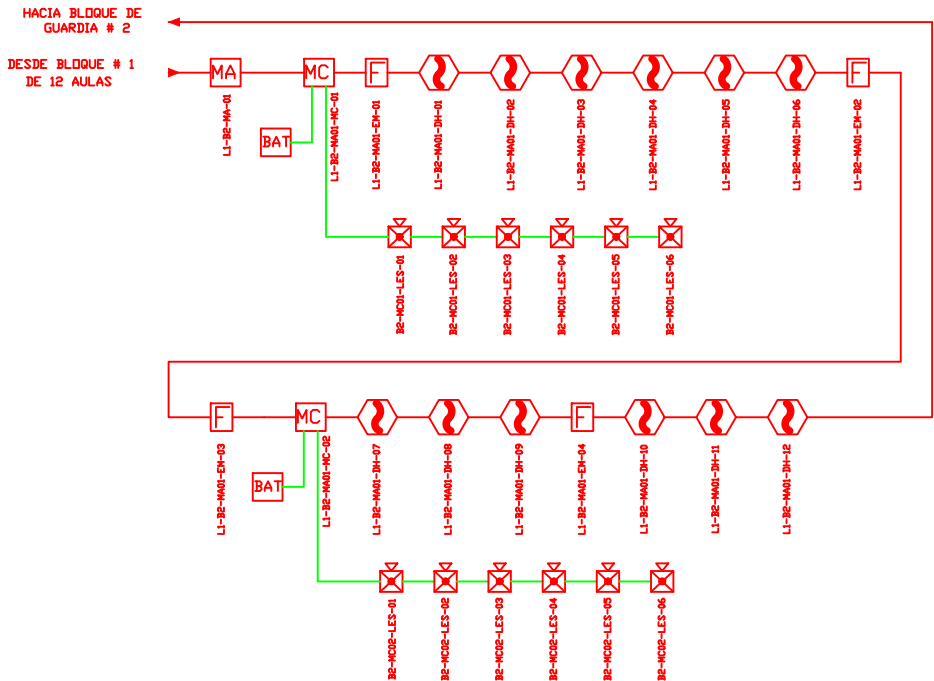 HACIA BLOQUE DE
GUARDIA # 2
DESDE BLOQUE # 1
DE 12 AULAS
MA
MC
F
F
L1-B2-MA-01
L1-B2-MA01-MC-01
L1-B2-MA01-EM-01
L1-B2-MA01-DH-01
L1-B2-MA01-DH-02
L1-B2-MA01-DH-03
L1-B2-MA01-DH-04
L1-B2-MA01-DH-05
L1-B2-MA01-DH-06
L1-B2-MA01-EM-02
BAT
B2-MC01-LES-01
B2-MC01-LES-02
B2-MC01-LES-03
B2-MC01-LES-04
B2-MC01-LES-05
B2-MC01-LES-06
F
MC
F
L1-B2-MA01-EM-03
L1-B2-MA01-MC-02
L1-B2-MA01-DH-07
L1-B2-MA01-DH-08
L1-B2-MA01-DH-09
L1-B2-MA01-EM-04
L1-B2-MA01-DH-10
L1-B2-MA01-DH-11
L1-B2-MA01-DH-12
BAT
B2-MC02-LES-01
B2-MC02-LES-02
B2-MC02-LES-03
B2-MC02-LES-04
B2-MC02-LES-05
B2-MC02-LES-06